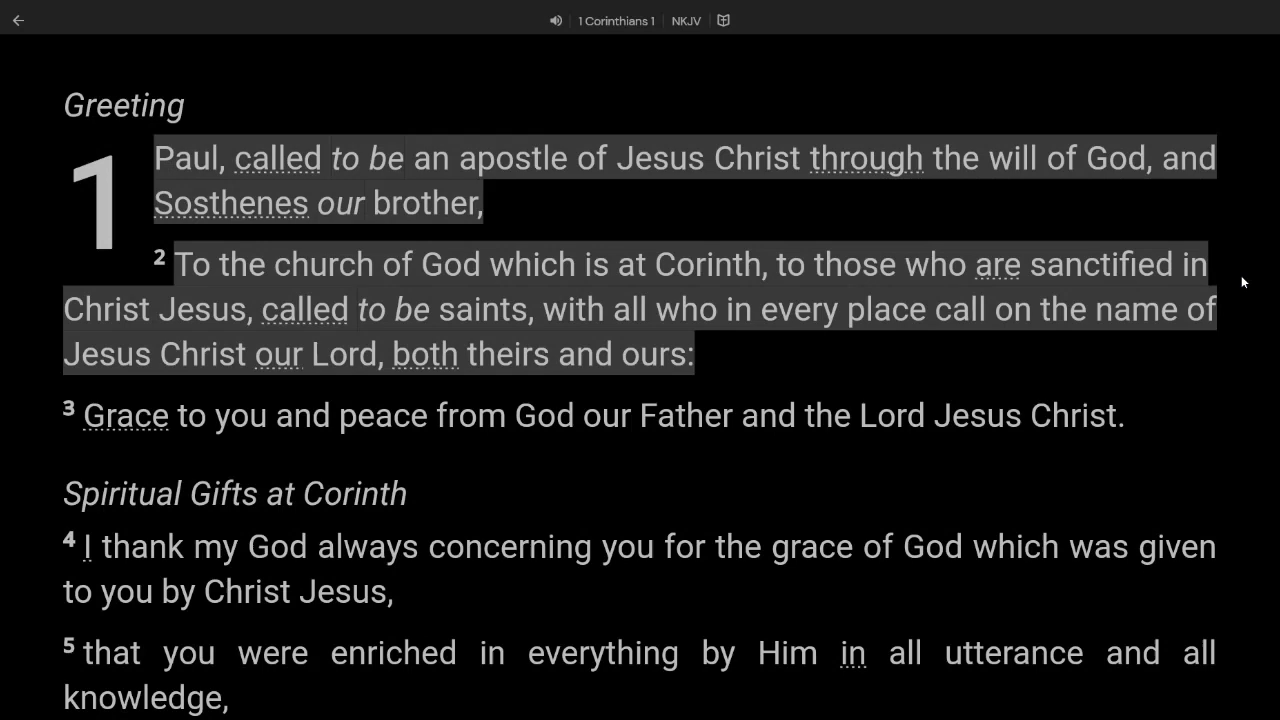 1 Corinthians 1 NKJV
Greeting
1 Paul, called to be an apostle of Jesus Christ through the will of God, and
Sosthenes our brother,
2 To the church of God which is at Corinth, to those who are sanctified in
Christ Jesus, called to be saints, with all who in every place call on the name of
Jesus Christ our Lord, both theirs and ours:
3 Grace to you and peace from God our Father and the Lord Jesus Christ.
Spiritual Gifts at Corinth
4 I thank my God always concerning you for the grace of God which was given
to you by Christ Jesus,
5 that you were enriched in everything by Him in all utterance and all
knowledge,